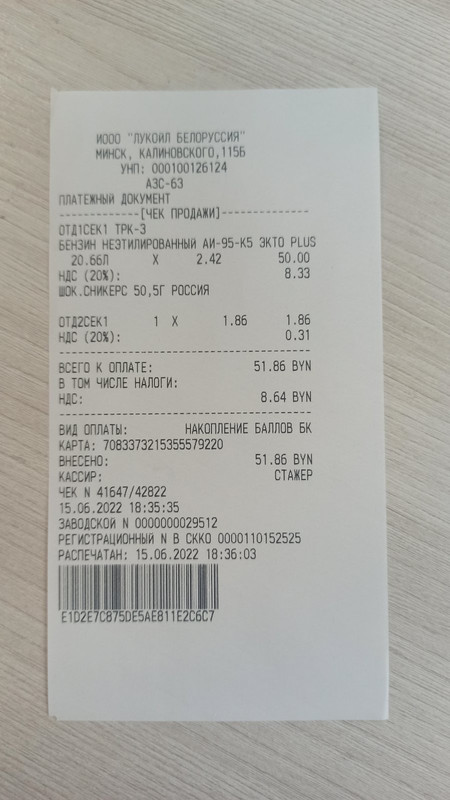 ИООО "ЛУКОЙЛ БЕЛОРУССИЯ"
МИНСК, КАЛИНОВСКОГО,115Б
УНП: 000100126124
АЗС-63
ПЛАТЕЖНЫЙ ДОКУМЕНТ
-------------[ЧЕК ПРОДАЖИ]-------------
ОТД1СЕК1 ТРК-3
БЕНЗИН НЕЭТИЛИРОВАННЫЙ АИ-95-К5 ЭКТО PLUS
20.66Л X 2.42 50.00
НДС (20%): 8.33
ШОК.СНИКЕРС 50,5Г РОССИЯ
ОТД2СЕК1 1 X 1.86 1.86
НДС (20%): 0.31
ВСЕГО К ОПЛАТЕ: 51.86 BYN
В ТОМ ЧИСЛЕ НАЛОГИ:
НДС: 8.64 BYN
ВИД ОПЛАТЫ: НАКОПЛЕНИЕ БАЛЛОВ БК
КАРТА: 7083373215355579220
ВНЕСЕНО: 51.86 BYN
КАССИР: СТАЖЕР
ЧЕК N 41647/42822
15.06.2022 18:35:35
ЗАВОДСКОЙ N 0000000029512
РЕГИСТРАЦИОННЫЙ N В СККО 0000110152525
РАСПЕЧАТАН: 15.06.2022 18:36:03
E1D2E7C875DE5AE811E2C6C7